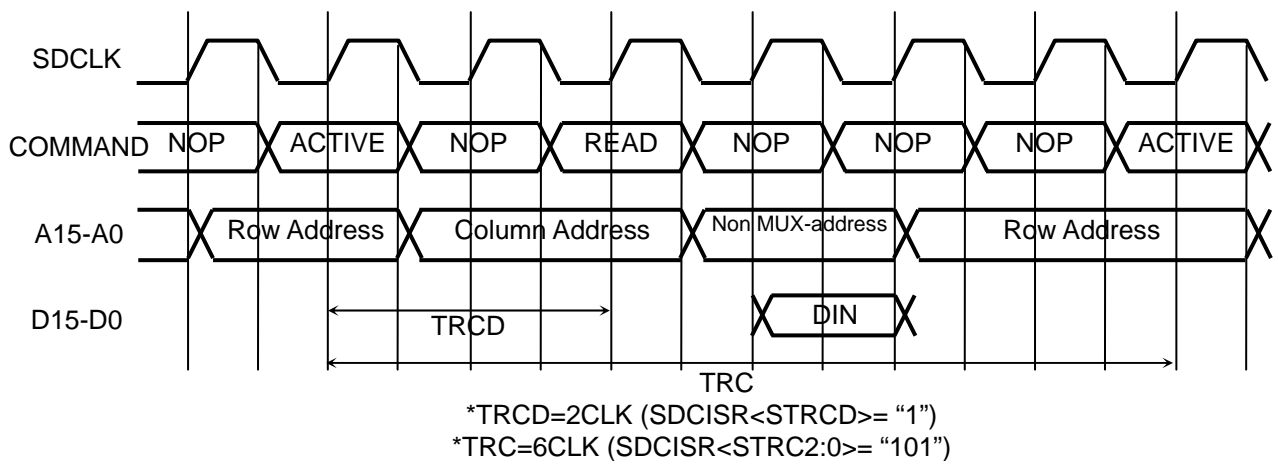 SDCLK
COMMAND NOP ACTIVE NOP READ NOP NOP NOP ACTIVE
A15-A0 Row Address Column Address Non MUX-address Row Address
D15-D0 DIN
TRCD
TRC
*TRCD=2CLK (SDCISR<STRCD>= “1”)
*TRC=6CLK (SDCISR<STRC2:0>= “101”)